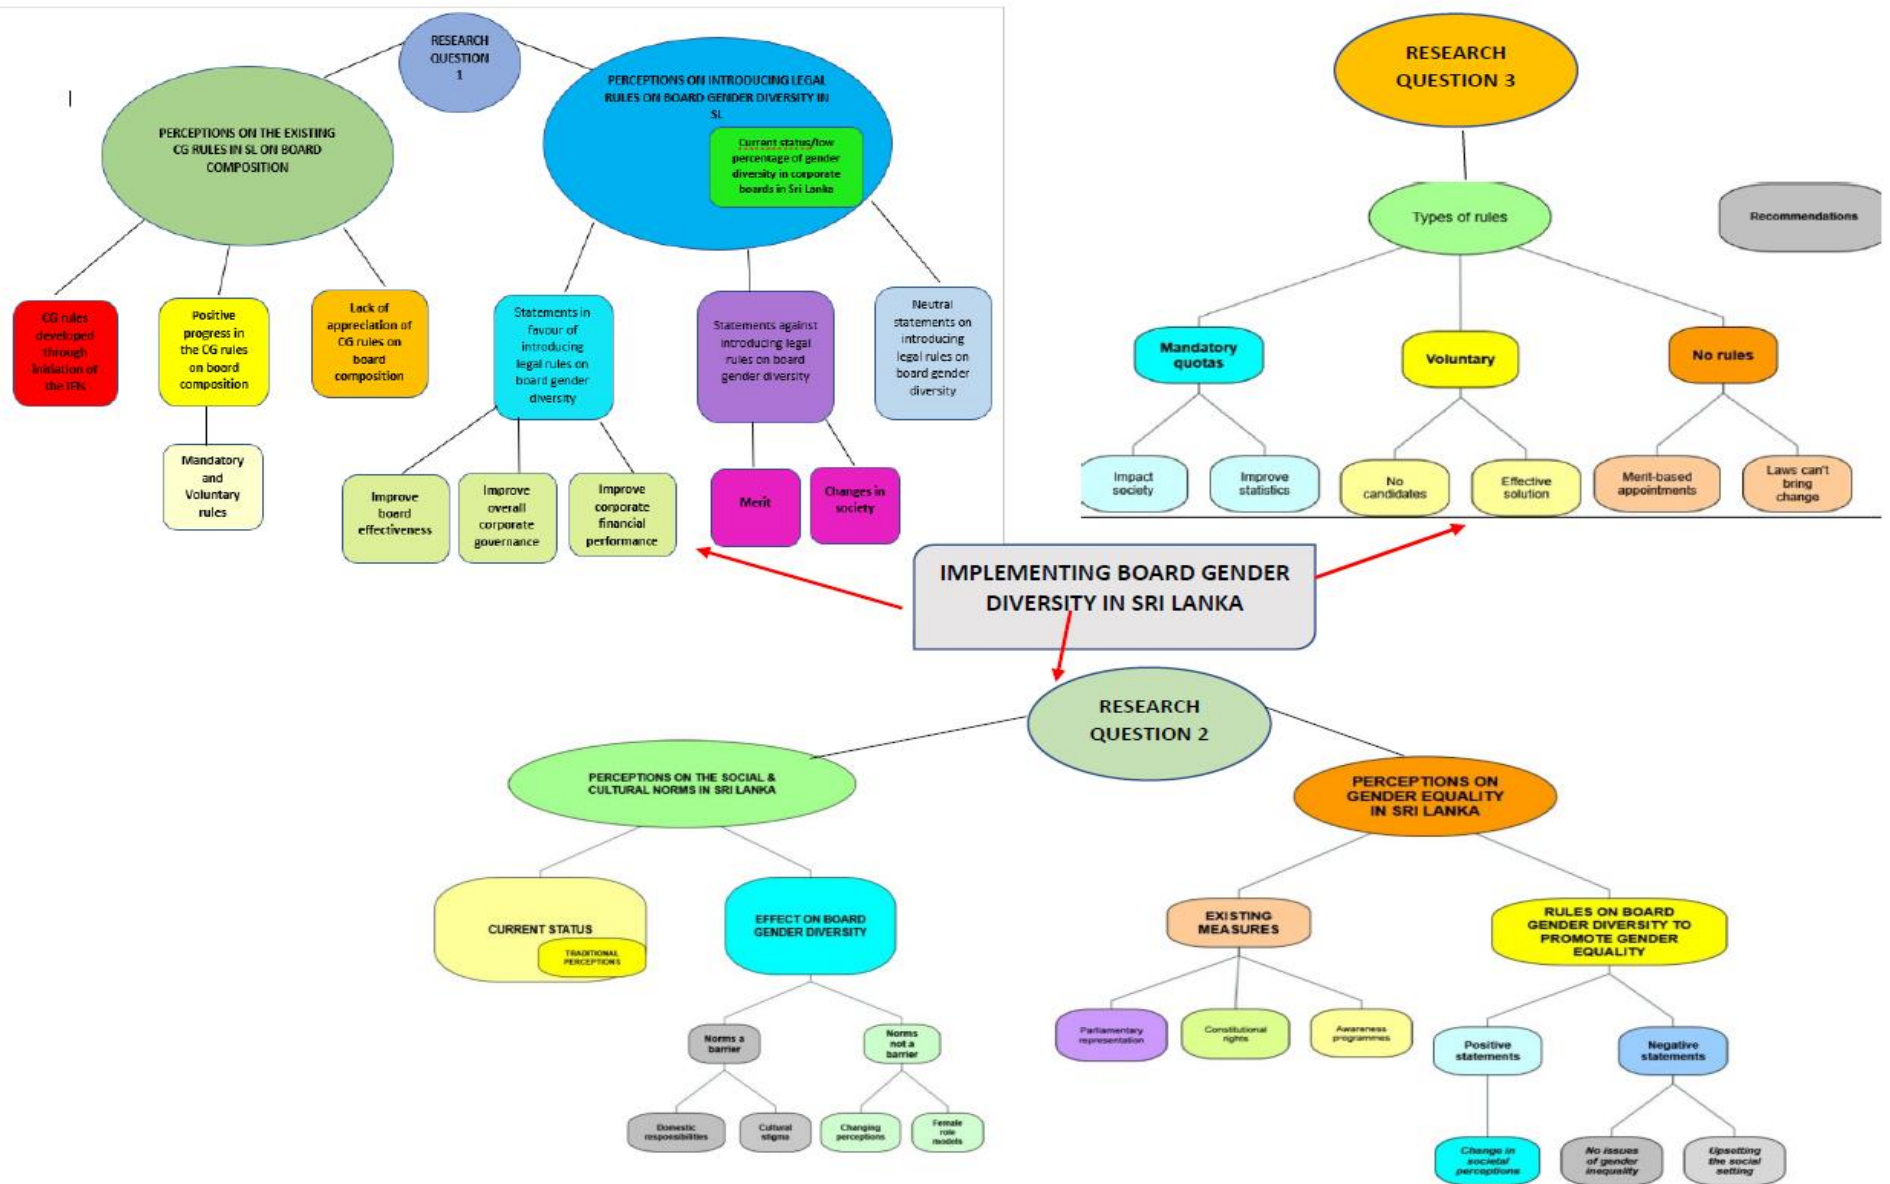 RESEARCH
QUESTION
1
PERCEPTIONS ON THE EXISTING
CG RULES IN SL ON BOARD
COMPOSITION
PERCEPTIONS ON INTRODUCING LEGAL
RULES ON BOARD GENDER DIVERSITY IN
SL
Current status/low
percentage of gender
diversity in corporate
boards in Sri Lanka
CG rules
developed
through
initiation of
the IFIs
Positive
progress in
the CG rules
on board
composition
Lack of
appreciation of
CG rules on
board
composition
Statements in
favour of
introducing
legal rules on
board gender
diversity
Statements against
introducing legal
rules on board
gender diversity
Neutral
statements on
introducing
legal rules on
board gender
diversity
Mandatory
and
Voluntary
rules
Improve
board
effectiveness
Improve
overall
corporate
governance
Improve
corporate
financial
performance
Merit
Changes in
society
RESEARCH
QUESTION 3
Types of rules
Recommendations
Mandatory
quotas
Voluntary
No rules
Impact
society
Improve
statistics
No
candidates
Effective
solution
Merit-based
appointments
Laws can't
bring
change
IMPLEMENTING BOARD GENDER
DIVERSITY IN SRI LANKA
RESEARCH
QUESTION 2
PERCEPTIONS ON THE SOCIAL &
CULTURAL NORMS IN SRI LANKA
PERCEPTIONS ON
GENDER EQUALITY
IN SRI LANKA
CURRENT STATUS
TRADITIONAL
PERCEPTIONS
EFFECT ON BOARD
GENDER DIVERSITY
EXISTING
MEASURES
RULES ON BOARD
GENDER DIVERSITY TO
PROMOTE GENDER
EQUALITY
Norms a
barrier
Norms
not a
barrier
Parliamentary
representation
Constitutional
rights
Awareness
programmes
Positive
statements
Negative
statements
Domestic
responsibilities
Cultural
stigma
Changing
perceptions
Female
role
models
Change in
societal
perceptions
No issues
of gender
inequality
Upsetting
the social
setting